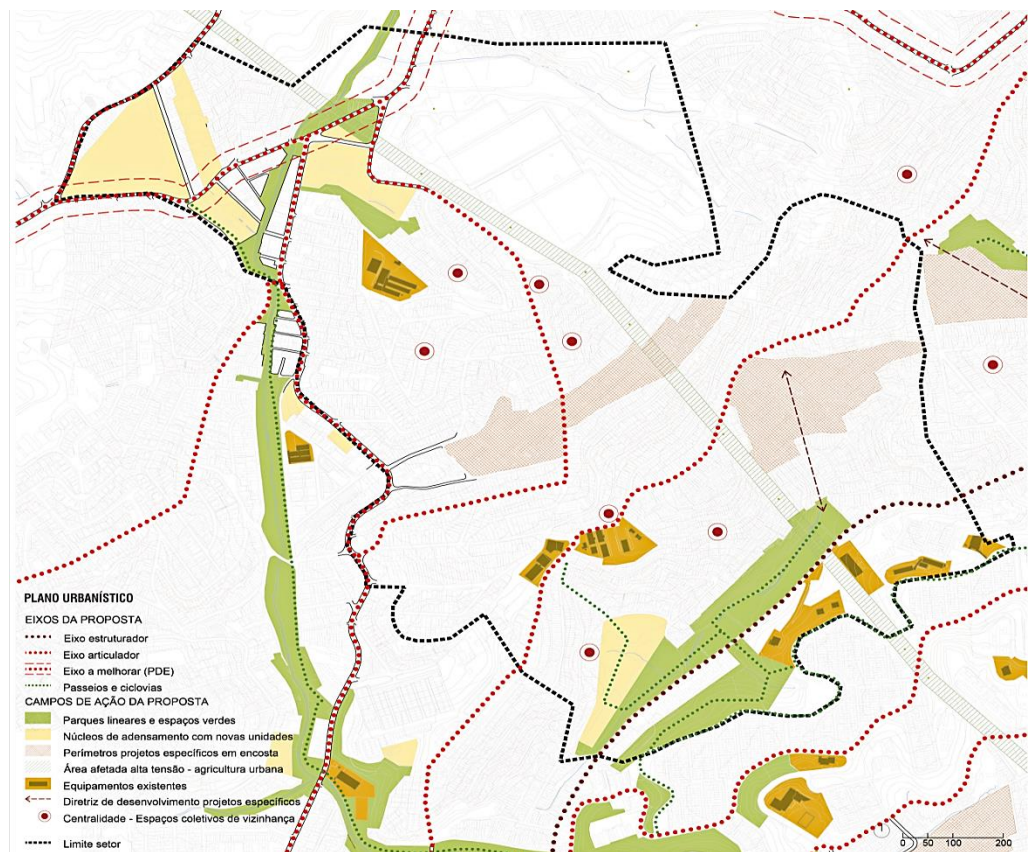 PLANO URBANÍSTICO
EIXOS DA PROPOSTA
Eixo estruturador
Eixo articulador
Eixo a melhorar (PDE)
Passeios e ciclovias
CAMPOS DE AÇÃO DA PROPOSTA
Parques lineares e espaços verdes
Núcleos de adensamento com novas unidades
Perímetros projetos específicos em encosta
Área afetada alta tensão - agricultura urbana
Equipamentos existentes
Diretriz de desenvolvimento projetos específicos
Centralidade - Espaços coletivos de vizinhança
Limite setor
0 50 100 200